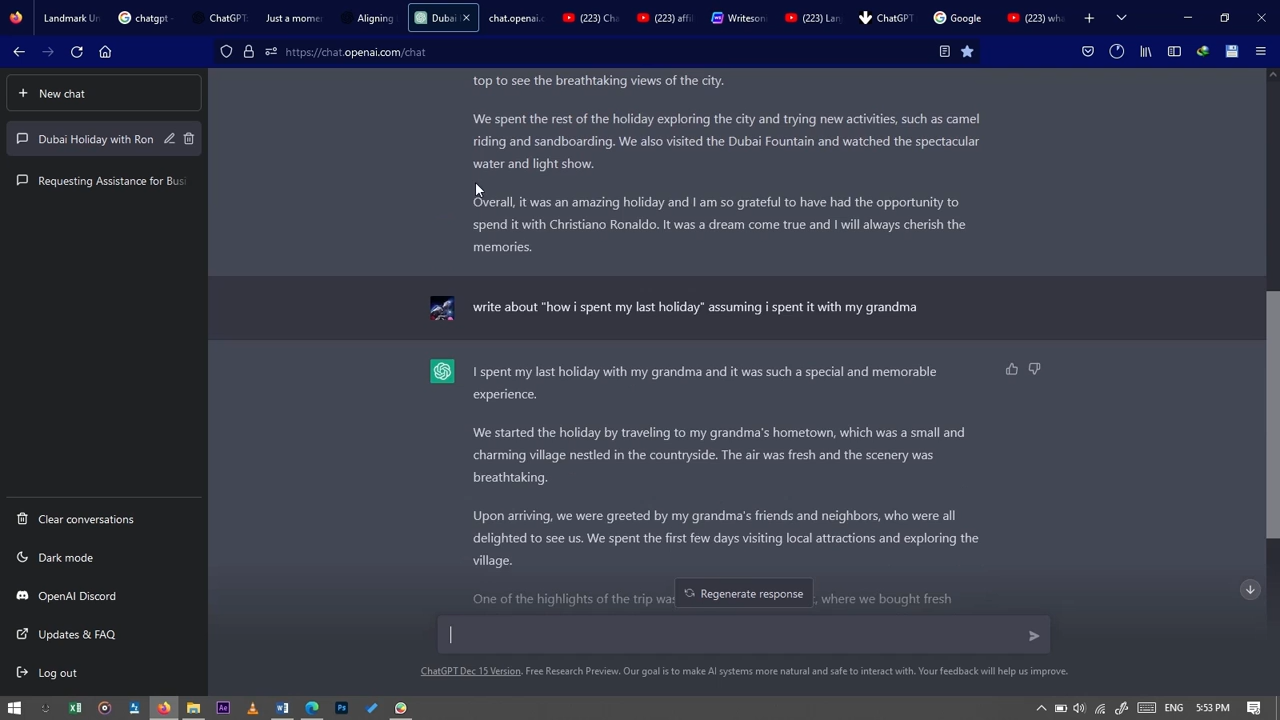 Landmark Un
chatgpt -
ChatGPT:
Just a mome
Aligning
Dubai
chat.openai.c
(223) Ch
(223) affil
Writeson
(223) Lan
ChatGPT
Google
(223) wha
https://chat.openai.com/chat
New chat
Dubai Holiday with Ron
Requesting Assistance for Busi
Clear conversations
Dark mode
OpenAI Discord
Updates & FAQ
Log out
top to see the breathtaking views of the city.
We spent the rest of the holiday exploring the city and trying new activities, such as camel
riding and sandboarding. We also visited the Dubai Fountain and watched the spectacular
water and light show.
Overall, it was an amazing holiday and I am so grateful to have had the opportunity to
spend it with Christiano Ronaldo. It was a dream come true and I will always cherish the
memories.
write about "how i spent my last holiday" assuming i spent it with my grandma
I spent my last holiday with my grandma and it was such a special and memorable
experience.
We started the holiday by traveling to my grandma's hometown, which was a small and
charming village nestled in the countryside. The air was fresh and the scenery was
breathtaking.
Upon arriving, we were greeted by my grandma's friends and neighbors, who were all
delighted to see us. We spent the first few days visiting local attractions and exploring the
village.
One of the highlights of the trip was , where we bought fresh
Regenerate response
ChatGPT Dec 15 Version. Free Research Preview. Our goal is to make AI systems more natural and safe to interact with. Your feedback will help us improve.
ENG
5:53 PM